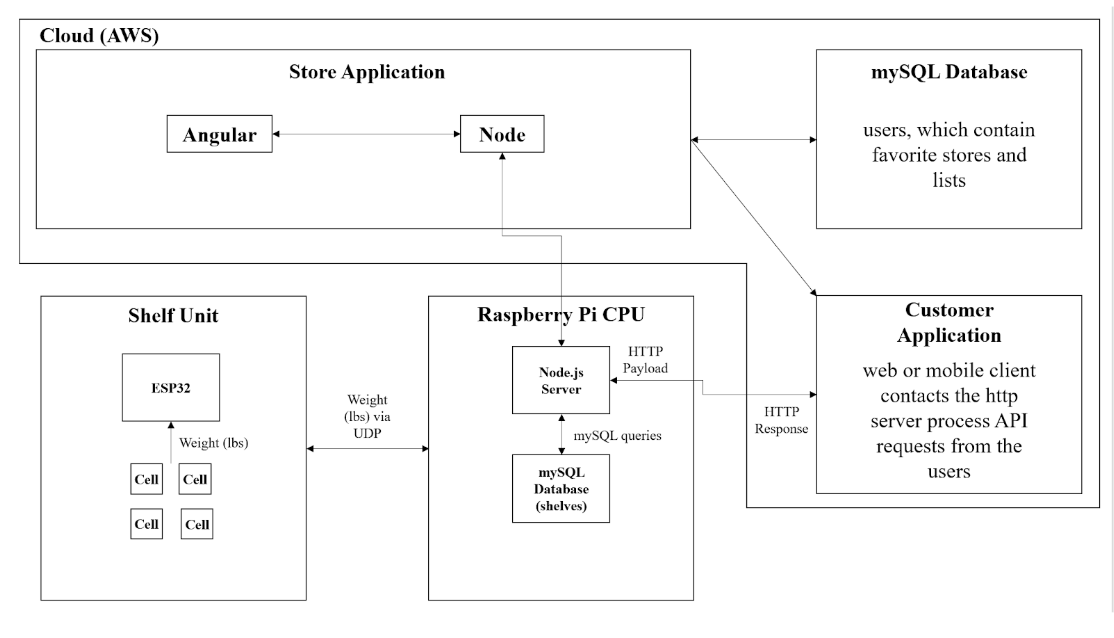 Cloud (AWS)
Store Application
Angular
Node
mySQL Database
users, which contain
favorite stores and
lists
Shelf Unit
ESP32
Weight (lbs)
Cell
Cell
Cell
Cell
Weight
(lbs) via
UDP
Raspberry Pi CPU
Node.js
Server
mySQL queries
mySQL
Database
(shelves)
HTTP
Payload
HTTP
Response
Customer
Application
web or mobile client
contacts the http
server process API
requests from the
users